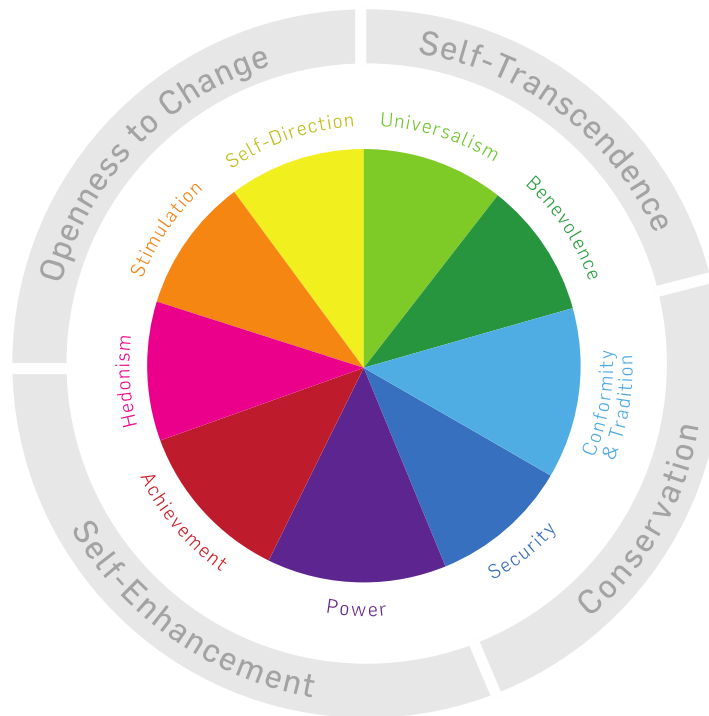 Openness to Change
Self-Transcendence
Conservation
Self-Enhancement
Self-Direction
Universalism
Benevolence
Conformity
& Tradition
Security
Power
Achievement
Hedonism
Stimulation